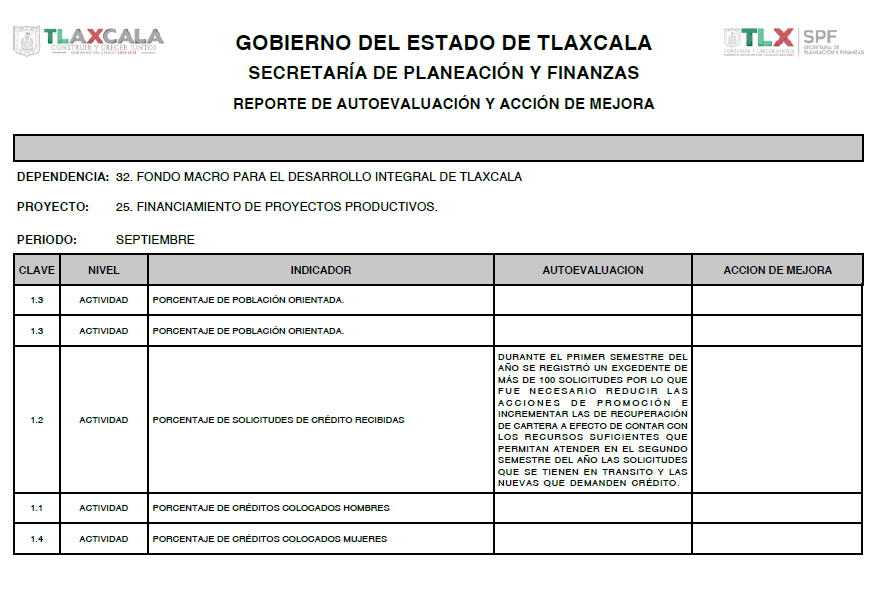 TLAXCALA
CONSTRUIR Y CRECER JUNTOS
TLX
CONSTRUIR Y CRECER JUNTOS
SPF
SECRETARÍA DE
PLANEACIÓN Y FINANZAS
GOBIERNO DEL ESTADO DE TLAXCALA
SECRETARÍA DE PLANEACIÓN Y FINANZAS
REPORTE DE AUTOEVALUACIÓN Y ACCIÓN DE MEJORA
DEPENDENCIA: 32. FONDO MACRO PARA EL DESARROLLO INTEGRAL DE TLAXCALA
PROYECTO: 25. FINANCIAMIENTO DE PROYECTOS PRODUCTIVOS.
PERIODO: SEPTIEMBRE
CLAVE NIVEL INDICADOR AUTOEVALUACION ACCION DE MEJORA
1.3 ACTIVIDAD PORCENTAJE DE POBLACIÓN ORIENTADA.
1.3 ACTIVIDAD PORCENTAJE DE POBLACIÓN ORIENTADA.
1.2 ACTIVIDAD PORCENTAJE DE SOLICITUDES DE CRÉDITO RECIBIDAS
DURANTE EL PRIMER SEMESTRE DEL
AÑO SE REGISTRÓ UN EXCEDENTE DE
MÁS DE 100 SOLICITUDES POR LO QUE
FUE NECESARIO REDUCIR LAS
ACCIONES DE PROMOCIÓN E
INCREMENTAR LAS DE RECUPERACIÓN
DE CARTERA A EFECTO DE CONTAR CON
LOS RECURSOS SUFICIENTES QUE
PERMITAN ATENDER EN EL SEGUNDO
SEMESTRE DEL AÑO LAS SOLICITUDES
QUE SE TIENEN EN TRANSITO Y LAS
NUEVAS QUE DEMANDEN CRÉDITO.
1.1 ACTIVIDAD PORCENTAJE DE CRÉDITOS COLOCADOS HOMBRES
1.4 ACTIVIDAD PORCENTAJE DE CRÉDITOS COLOCADOS MUJERES